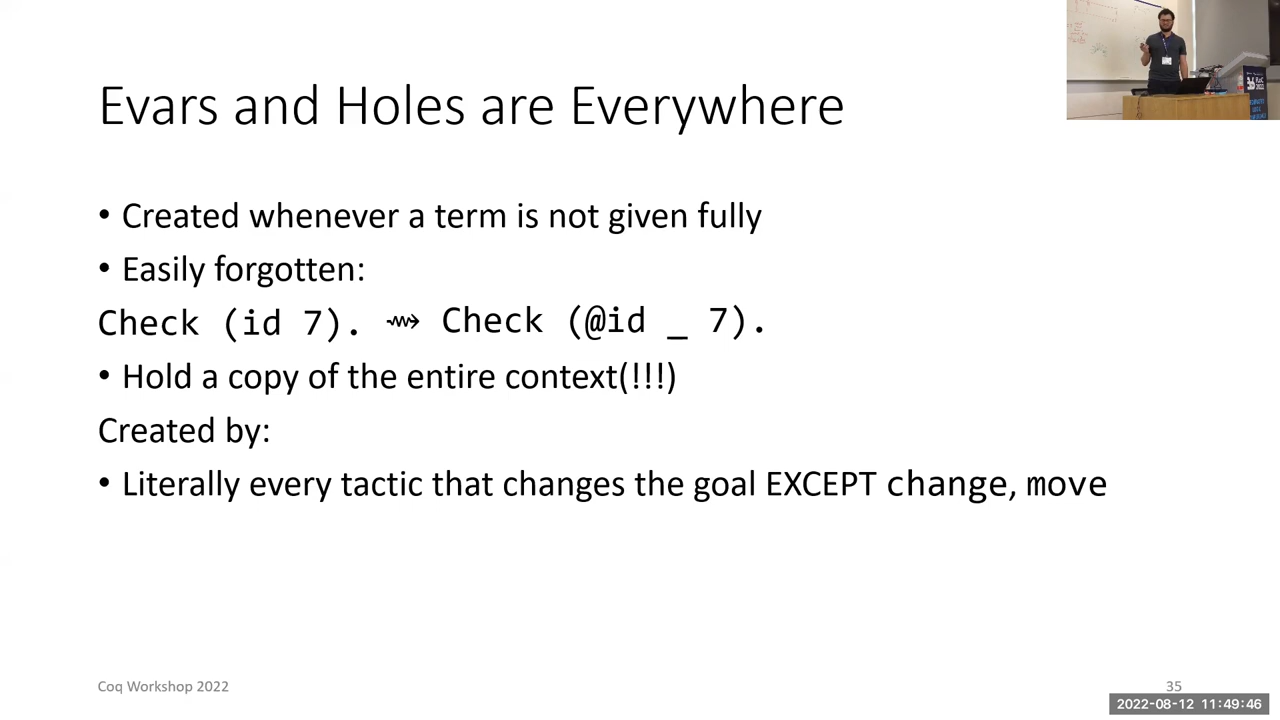 Evars and Holes are Everywhere
• Created whenever a term is not given fully
• Easily forgotten:
Check (id 7). ⇝ Check (@id _ 7).
• Hold a copy of the entire context(!!!)
Created by:
• Literally every tactic that changes the goal EXCEPT change, move
Coq Workshop 2022
35
2022-08-12 11:49:46